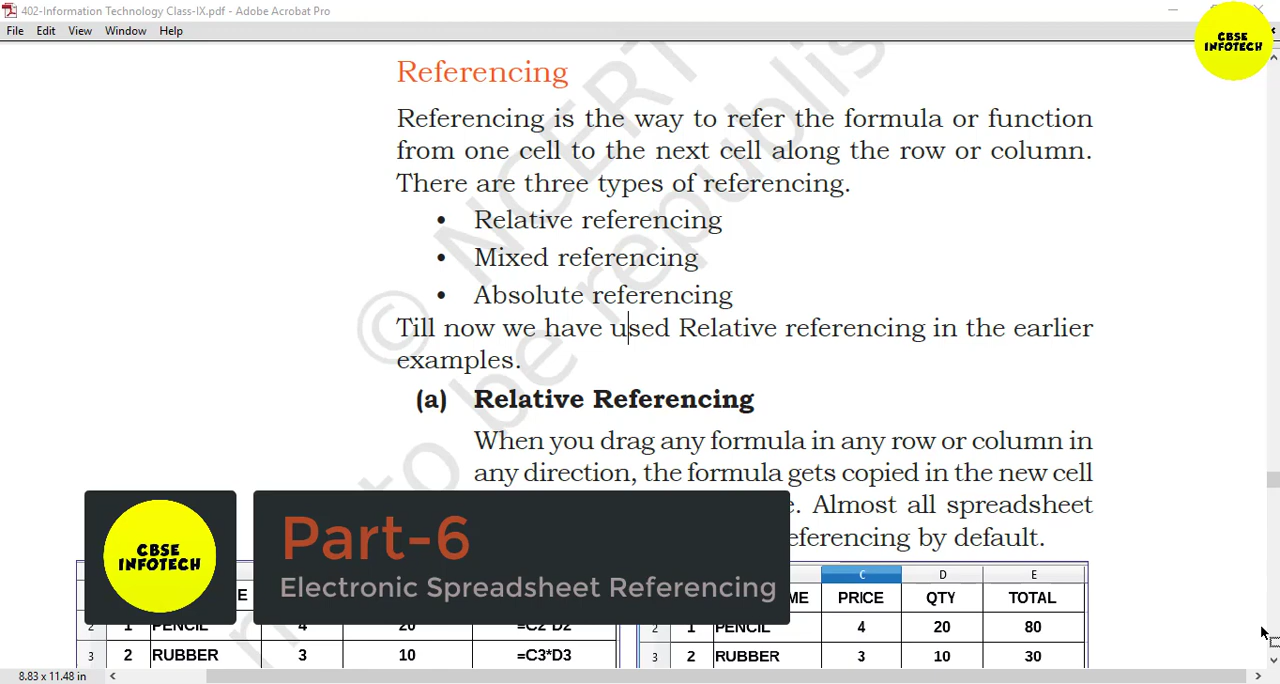 402-Information Technology Class-IX.pdf - Adobe Acrobat Pro
File Edit View Window Help
CBSE
INFOTECH
Referencing
Referencing is the way to refer the formula or function
from one cell to the next cell along the row or column.
There are three types of referencing.
• Relative referencing
• Mixed referencing
• Absolute referencing
Till now we have used Relative referencing in the earlier
examples.
(a) Relative Referencing
When you drag any formula in any row or column in
any direction, the formula gets copied in the new cell
Almost all spreadsheet
eferencing by default.
© NCERT
not to be republis
CBSE
INFOTECH
Part-6
Electronic Spreadsheet Referencing
E
2 1 PENCIL 4 20 =C2*D2
3 2 RUBBER 3 10 =C3*D3
C D E
ME PRICE QTY TOTAL
2 1 PENCIL 4 20 80
3 2 RUBBER 3 10 30
8.83 x 11.48 in